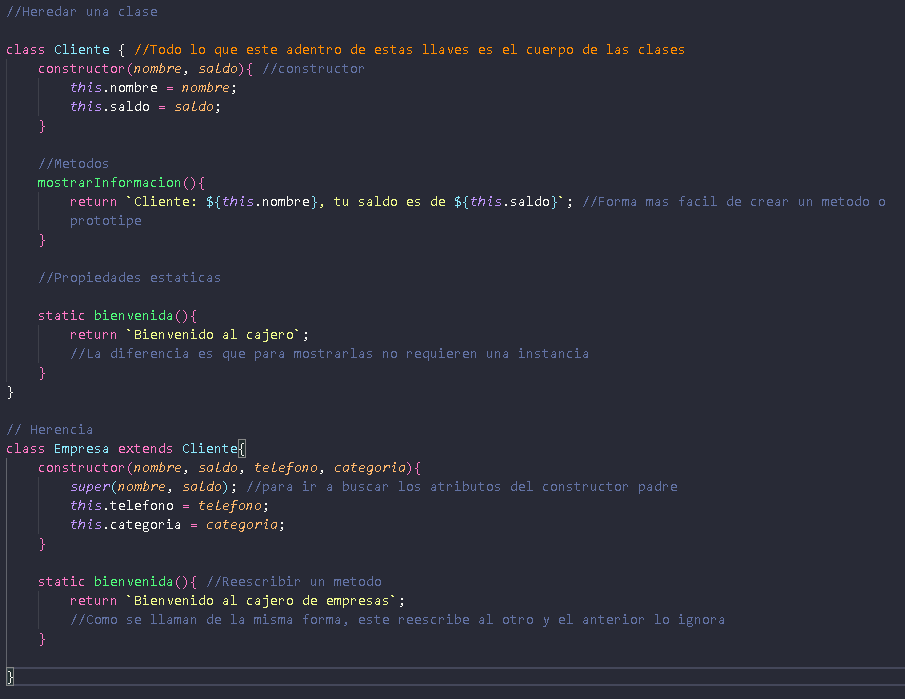 //Heredar una clase
class Cliente { //Todo lo que este adentro de estas llaves es el cuerpo de las clases
constructor(nombre, saldo){ //constructor
this.nombre = nombre;
this.saldo = saldo;
}
//Metodos
mostrarInformacion(){
return `Cliente: ${this.nombre}, tu saldo es de ${this.saldo}`; //Forma mas facil de crear un metodo o
prototipe
}
//Propiedades estaticas
static bienvenida(){
return `Bienvenido al cajero`;
//La diferencia es que para mostrarlas no requieren una instancia
}
}
// Herencia
class Empresa extends Cliente{
constructor(nombre, saldo, telefono, categoria){
super(nombre, saldo); //para ir a buscar los atributos del constructor padre
this.telefono = telefono;
this.categoria = categoria;
}
static bienvenida(){ //Reescribir un metodo
return `Bienvenido al cajero de empresas`;
//Como se llaman de la misma forma, este reescribe al otro y el anterior lo ignora
}
}